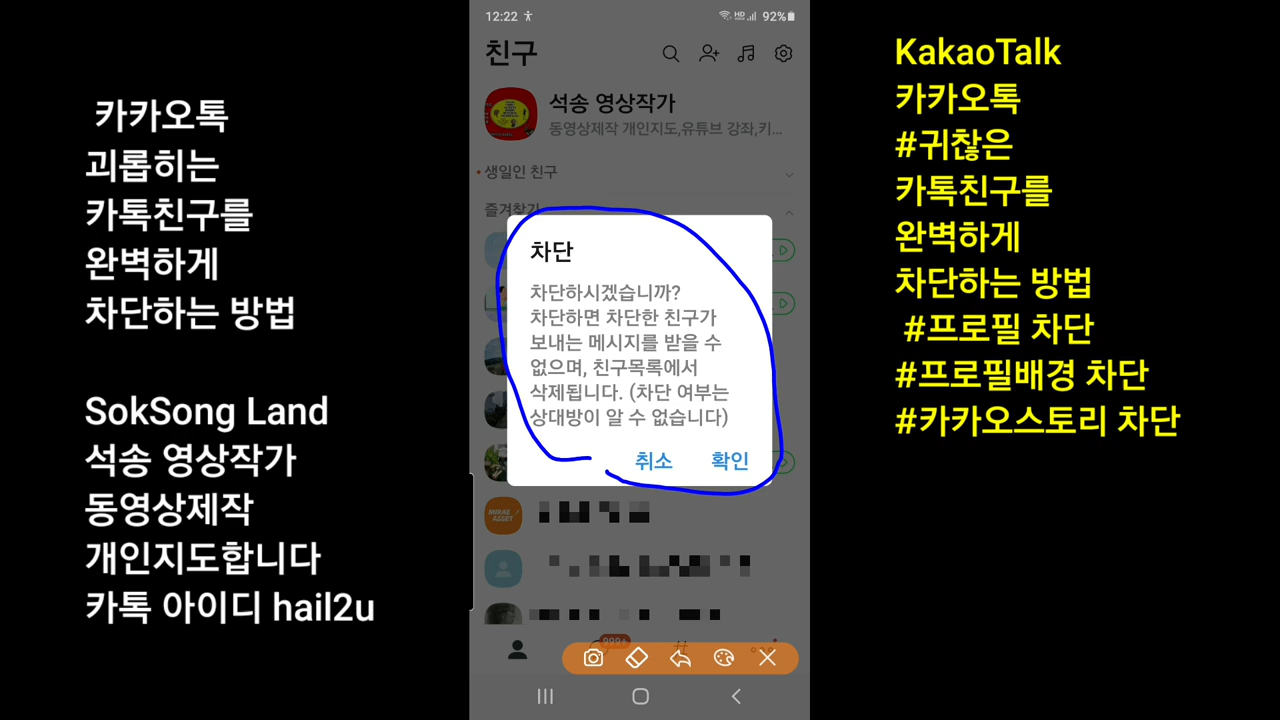 카카오톡
괴롭히는
카톡친구를
완벽하게
차단하는 방법
SokSong Land
석송 영상작가
동영상제작
개인지도합니다
카톡 아이디 hail2u
12:22
HD
92%
친구
석송 영상작가
동영상제작 개인지도,유튜브 강좌,키...
생일인 친구
즐겨찾기
차단
차단하시겠습니까?
차단하면 차단한 친구가
보내는 메시지를 받을 수
없으며, 친구목록에서
삭제됩니다. (차단 여부는
상대방이 알 수 없습니다)
취소 확인
MIRAE ASSET
999+
KakaoTalk
카카오톡
#귀찮은
카톡친구를
완벽하게
차단하는 방법
#프로필 차단
#프로필배경 차단
#카카오스토리 차단